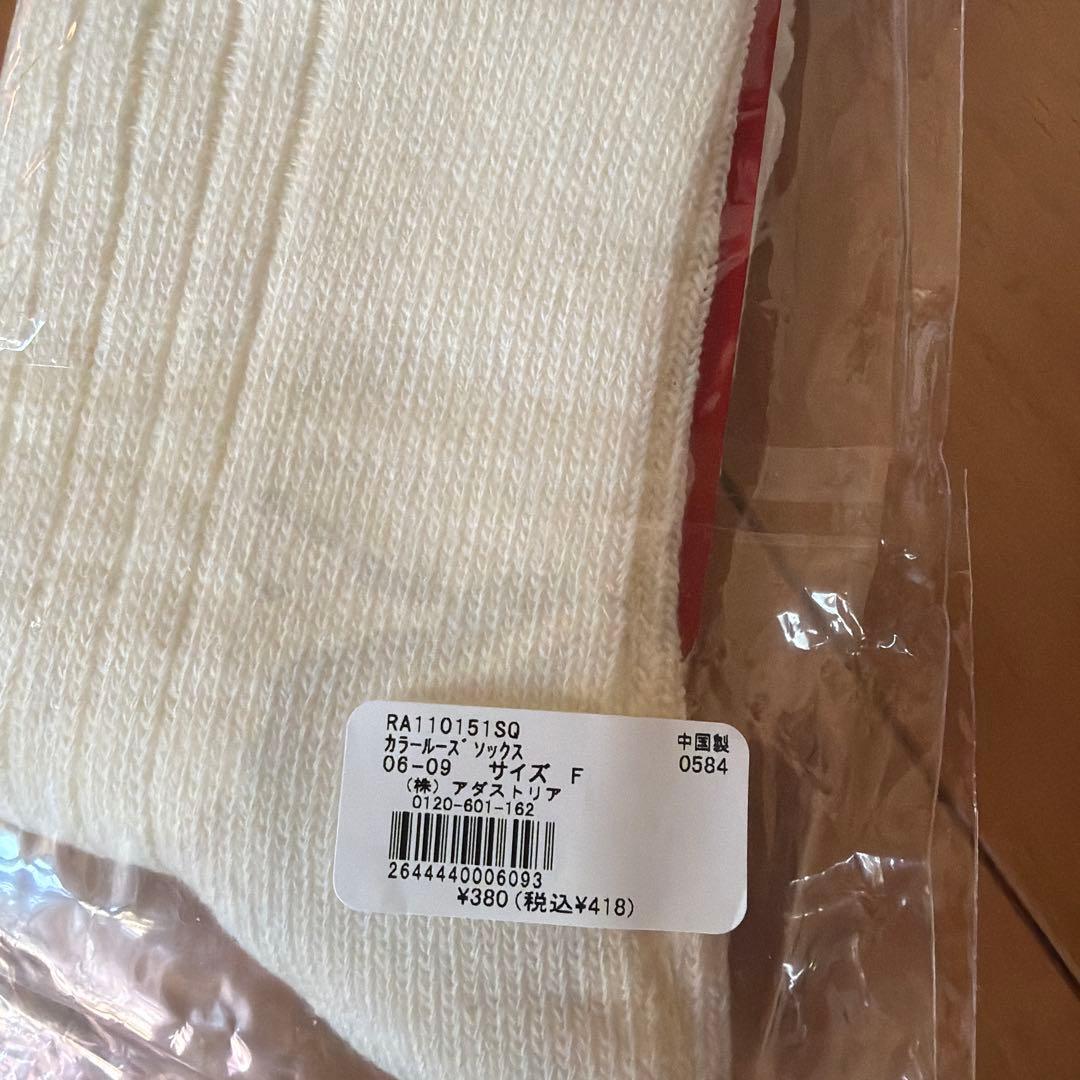 RA110151SQ
カラールーズソックス
06-09 サイズ F
(株)アダストリア
0120-601-162
中国製
0584
2644440006093
¥380(税込¥418)